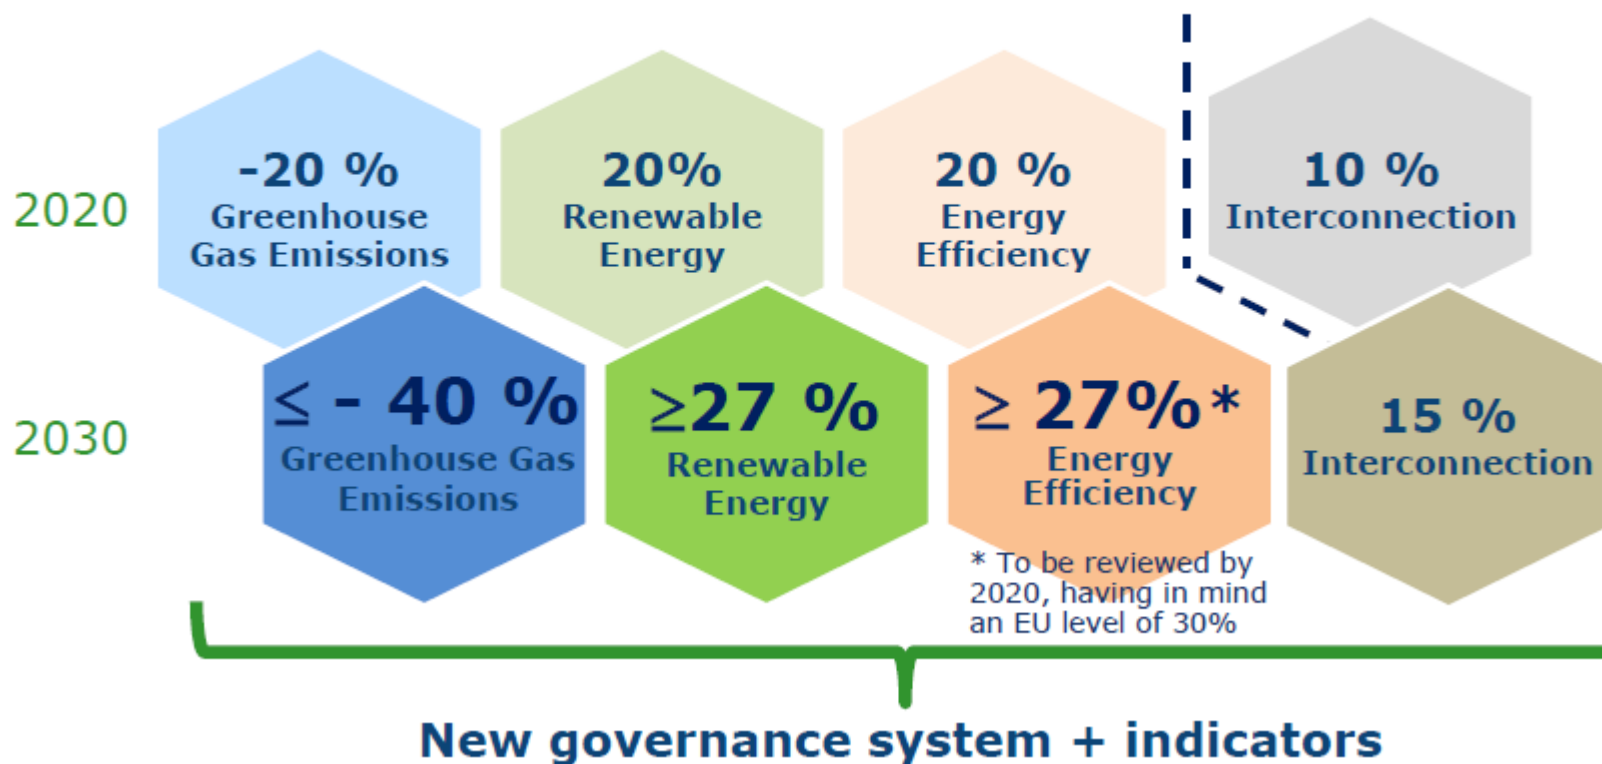 2020
-20 %
Greenhouse
Gas Emissions
20%
Renewable
Energy
20 %
Energy
Efficiency
10 %
Interconnection
2030
≤ - 40 %
Greenhouse Gas
Emissions
≥27 %
Renewable
Energy
≥ 27%*
Energy
Efficiency
* To be reviewed by
2020, having in mind
an EU level of 30%
15 %
Interconnection
New governance system + indicators